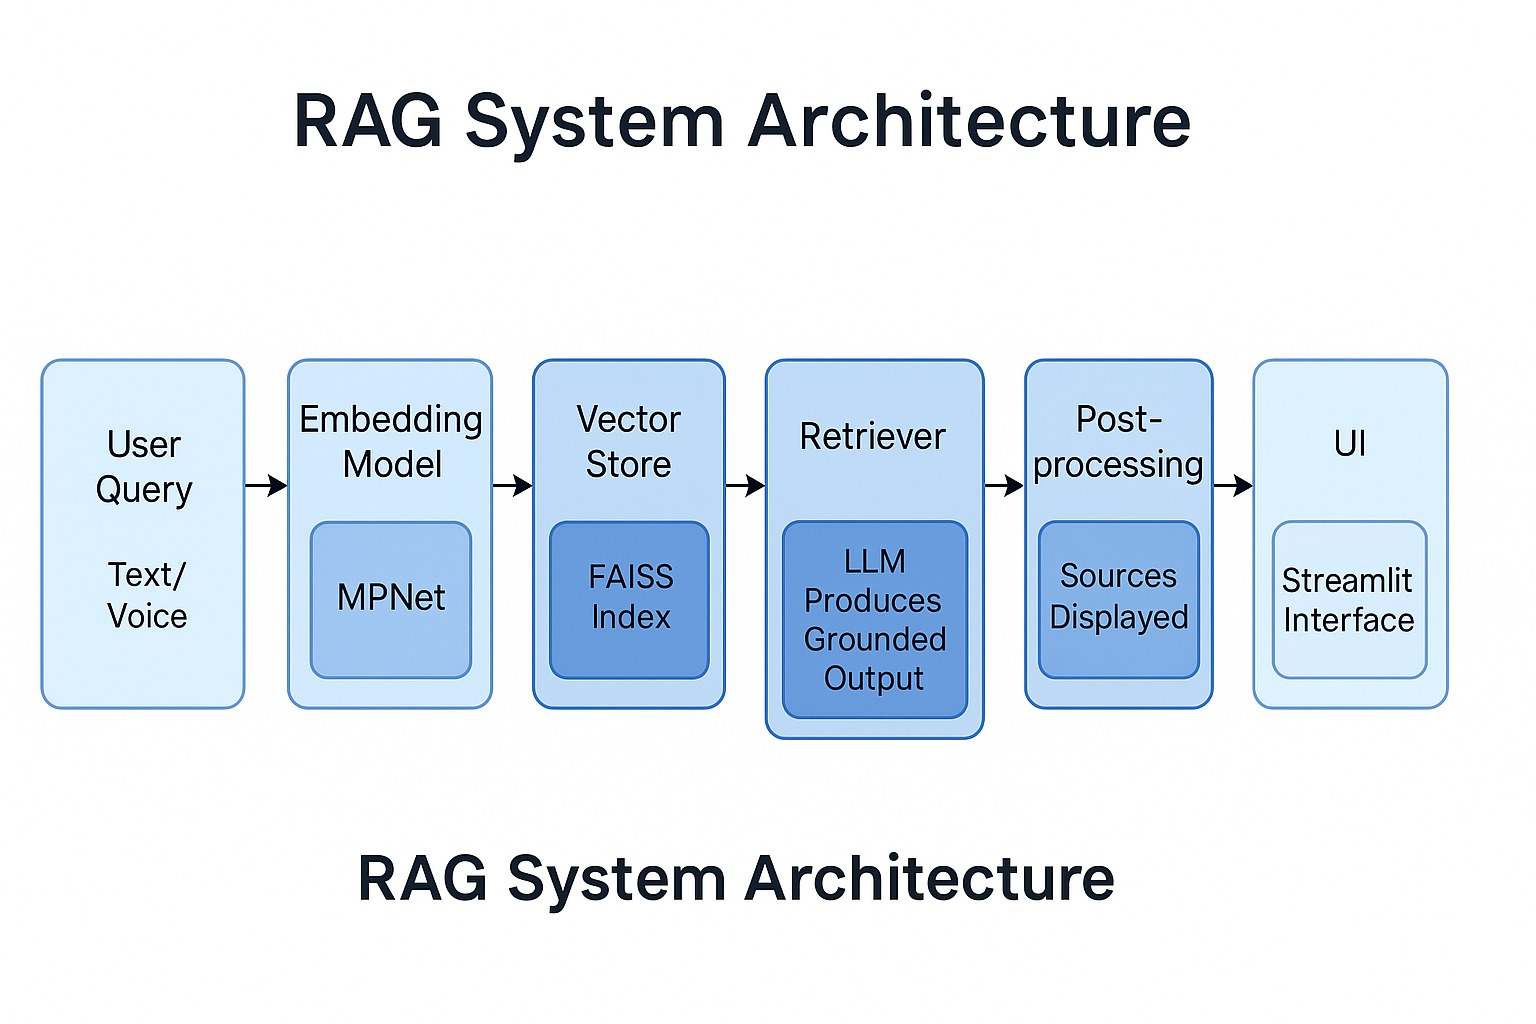 RAG System Architecture
User
Query
Text/
Voice
Embedding
Model
MPNet
Vector
Store
FAISS
Index
Retriever
LLM
Produces
Grounded
Output
Post-
processing
Sources
Displayed
UI
Streamlit
Interface
RAG System Architecture